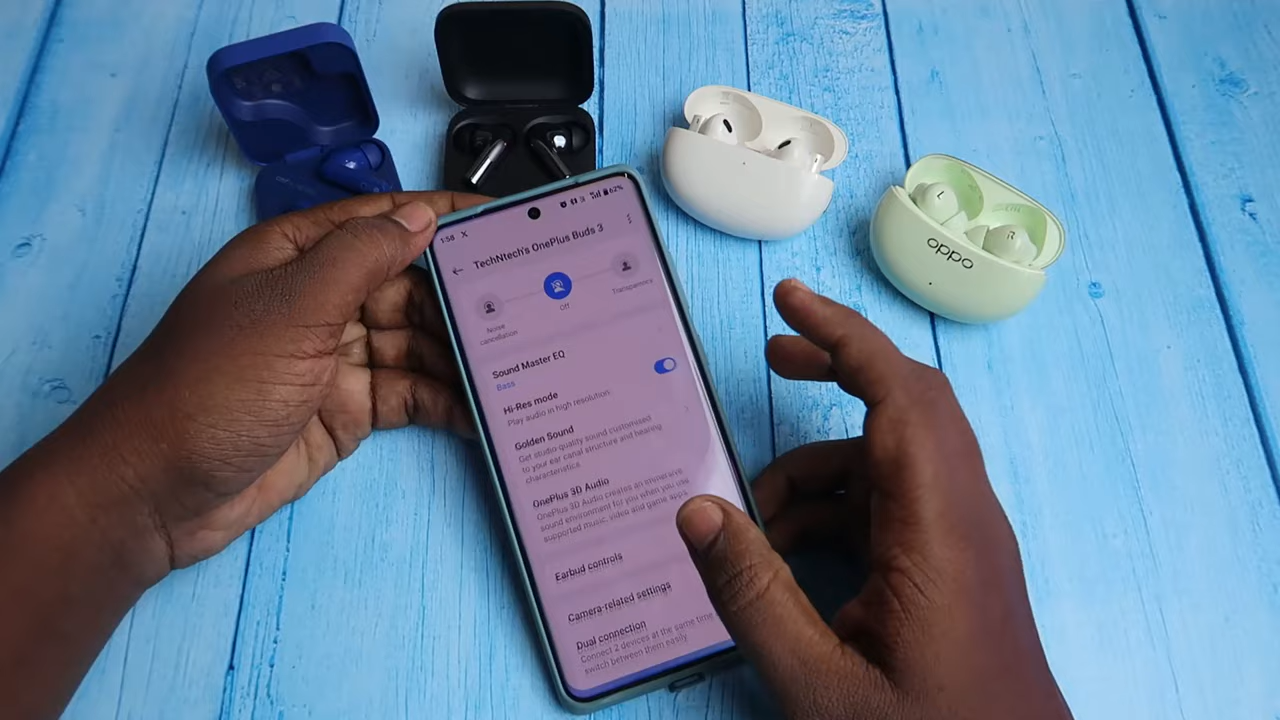 1:58
62%
TechNtech's OnePlus Buds 3
Noise
cancellation
Off
Transparency
Sound Master EQ
Bass
Hi-Res mode
Play audio in high resolution
Golden Sound
Get studio-quality sound customised
to your ear canal structure and hearing
characteristics
OnePlus 3D Audio
OnePlus 3D Audio creates an immersive
sound environment for you when you use
supported music, video and game apps
Earbud controls
Camera-related settings
Dual connection
Connect 2 devices at the same time
switch between them easily
L
R
oppo